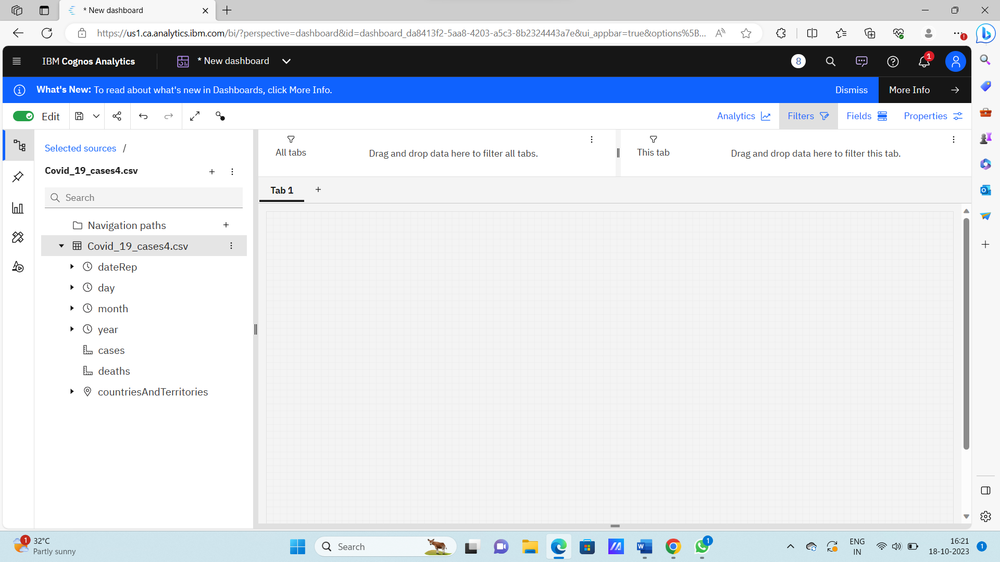 * New dashboard
https://us1.ca.analytics.ibm.com/bi/?perspective=dashboard&id=dashboard_da8413f2-5aa8-4203-a5c3-8b2324443a7e&ui_appbar=true&options%5B...
IBM Cognos Analytics
* New dashboard
8
1
What's New: To read about what's new in Dashboards, click More Info.
Dismiss
More Info
Edit
Analytics
Filters
Fields
Properties
Selected sources /
Covid_19_cases4.csv
Search
Navigation paths
Covid_19_cases4.csv
dateRep
day
month
year
cases
deaths
countriesAndTerritories
All tabs
Drag and drop data here to filter all tabs.
This tab
Drag and drop data here to filter this tab.
Tab 1
1
32°C
Partly sunny
Search
1
ENG
IN
16:21
18-10-2023
1